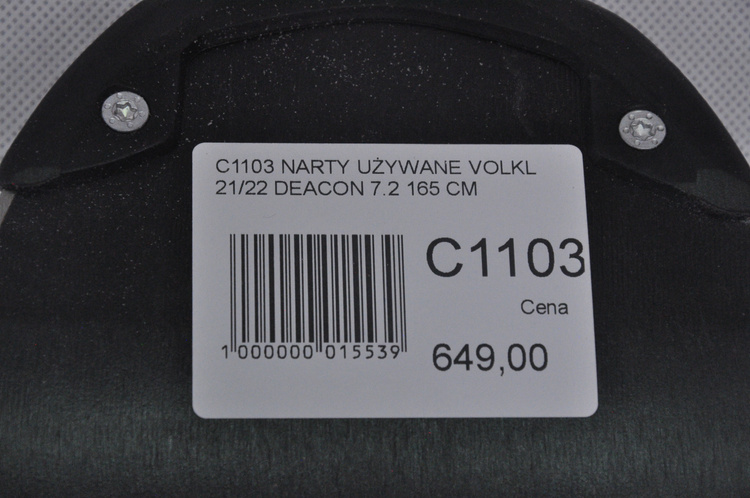 C1103 NARTY UŻYWANE VOLKL
21/22 DEACON 7.2 165 CM
C1103
Cena
1 000000 015539
649,00